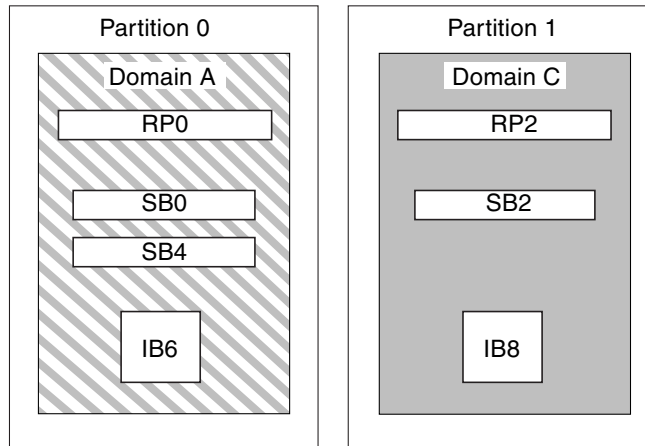 Partition 0
Domain A
RP0
SB0
SB4
IB6
Partition 1
Domain C
RP2
SB2
IB8